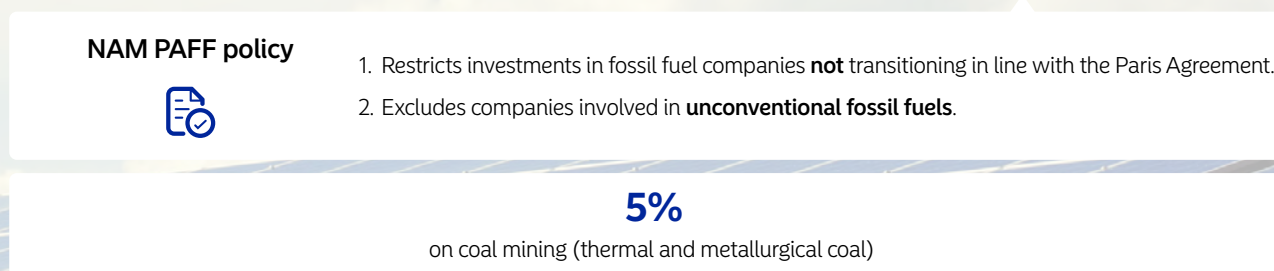 NAM PAFF policy
1. Restricts investments in fossil fuel companies not transitioning in line with the Paris Agreement.
2. Excludes companies involved in unconventional fossil fuels.
5%
on coal mining (thermal and metallurgical coal)